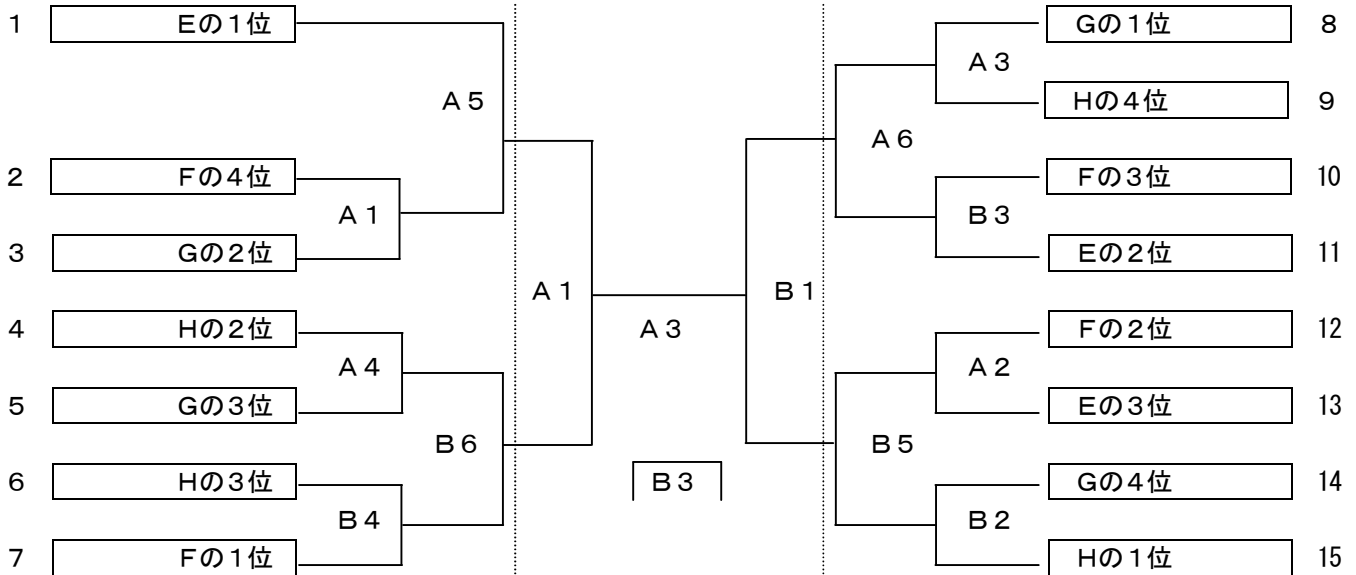 1 Eの1位
A5
2 Fの4位
A1
3 Gの2位
4 Hの2位
A4
5 Gの3位
B6
6 Hの3位
B4
7 Fの1位
A1
A3
B3
B1
Gの1位 8
A3
Hの4位 9
A6
Fの3位 10
B3
Eの2位 11
Fの2位 12
A2
Eの3位 13
B5
Gの4位 14
B2
Hの1位 15